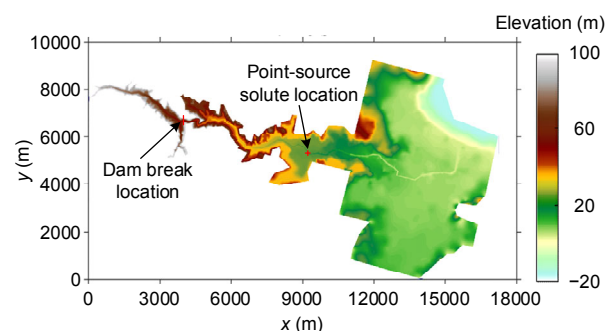 Elevation (m)
10000
8000
6000
4000
2000
0
y (m)
Point-source
solute location
Dam break
location
0
3000
6000
9000
12000
15000
18000
x (m)
100
60
20
−20